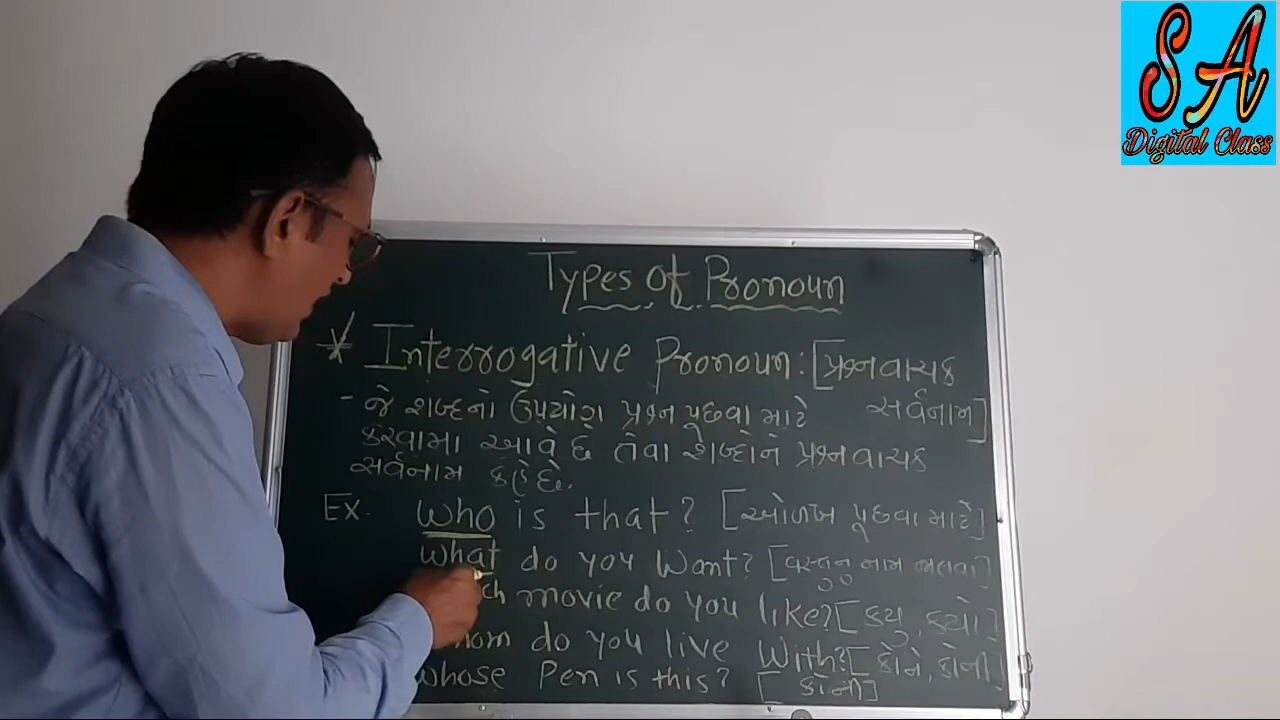 SA
Digital Class
Types of Pronoun
* Interrogative Pronoun: [પ્રશ્નવાચક
સર્વનામ]
- જે શબ્દનો ઉપયોગ પ્રશ્ન પૂછવા માટે
કરવામા આવે છે તેવા શબ્દોને પ્રશ્નવાચક
સર્વનામ કહે છે.
Ex. Who is that? [ઓળખ પૂછવા માટે]
What do you Want? [વસ્તુનુ નામ
movie do you like? [કયુ, કયો]
do you live With? [કોને, કોની]
Whose Pen is this? [કોની]